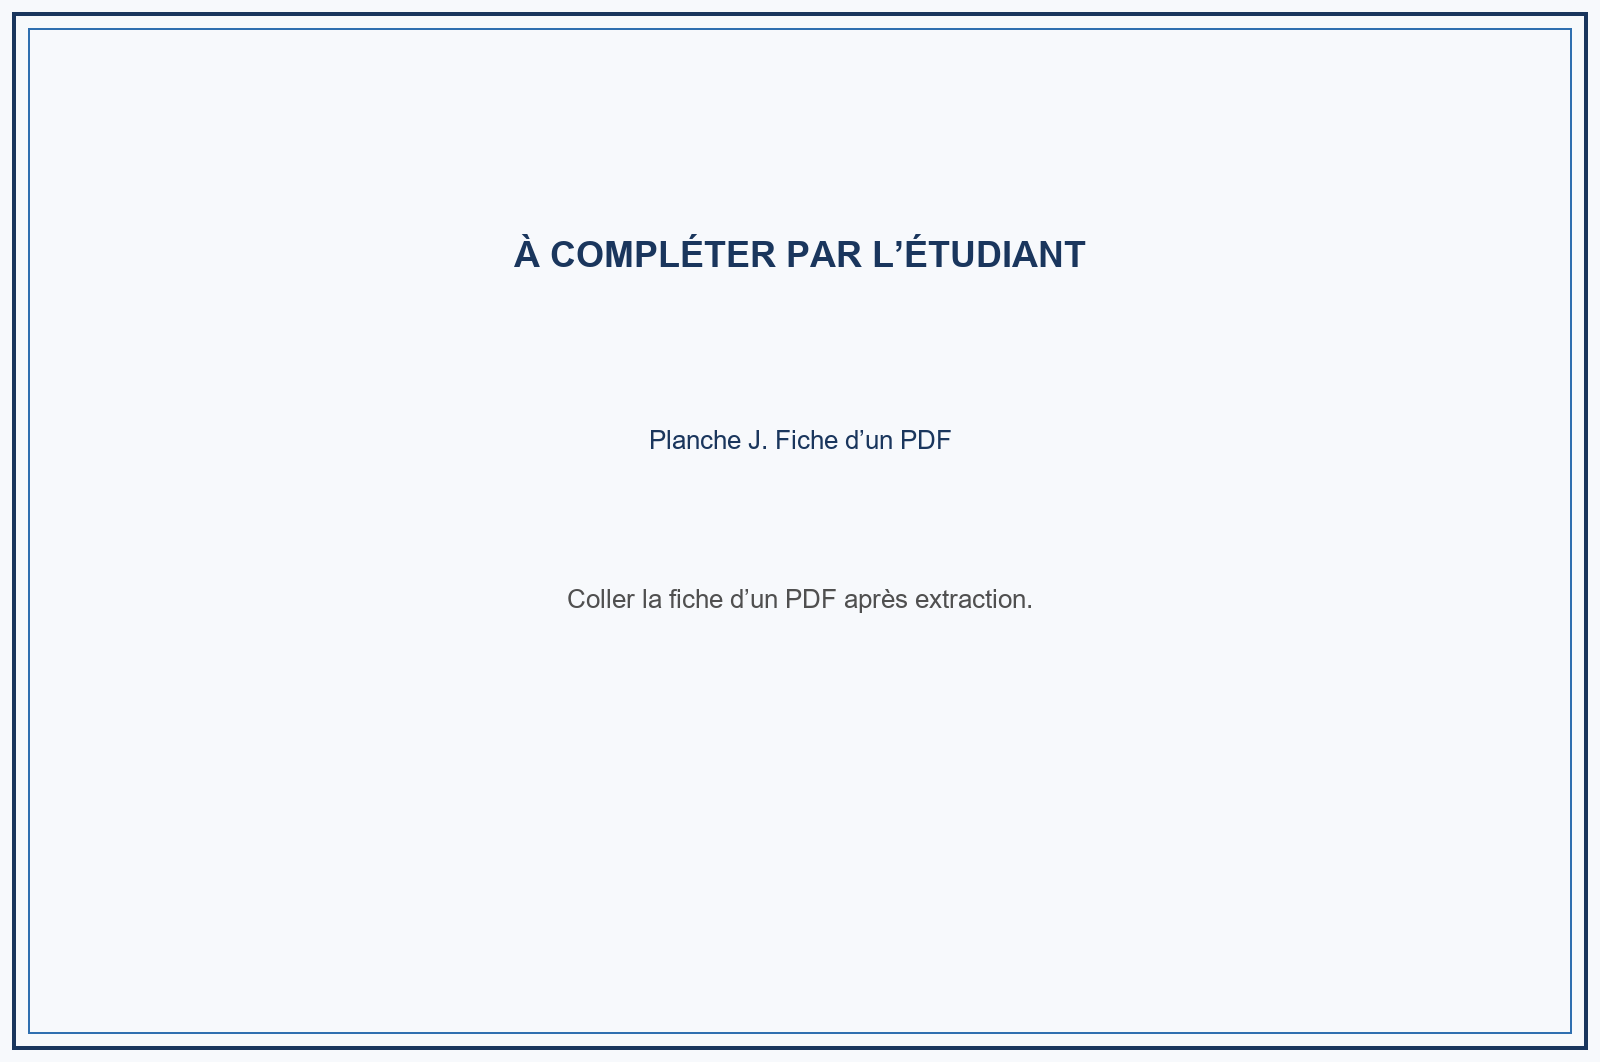 À COMPLÉTER PAR L’ÉTUDIANT
Planche J. Fiche d’un PDF
Coller la fiche d’un PDF après extraction.